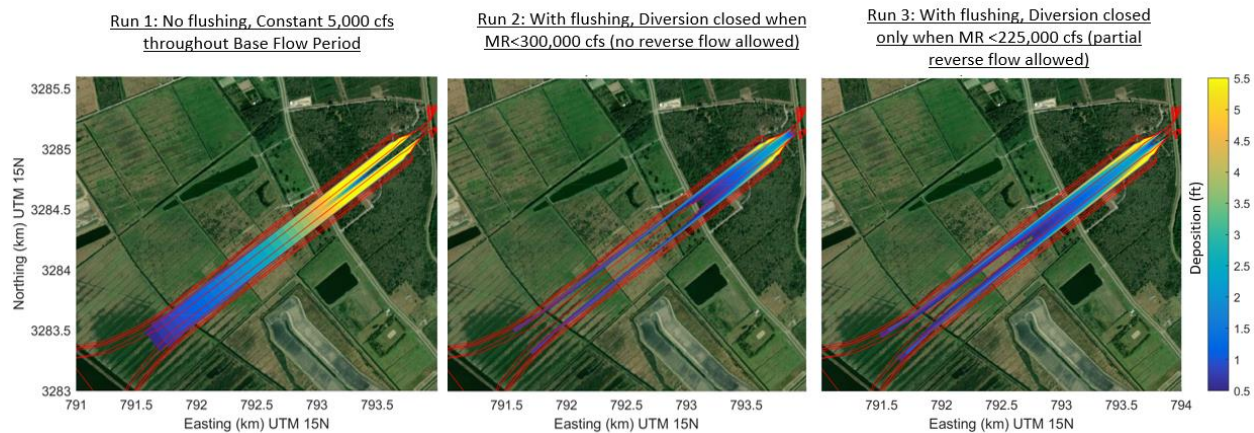 Run 1: No flushing, Constant 5,000 cfs
throughout Base Flow Period
Run 2: With flushing, Diversion closed when
MR<300,000 cfs (no reverse flow allowed)
Run 3: With flushing, Diversion closed
only when MR <225,000 cfs (partial
reverse flow allowed)
Northing (km) UTM 15N
3285.5
3285
3284.5
3284
3283.5
3283
791
791.5
792
792.5
793
793.5
Easting (km) UTM 15N
791.5
792
792.5
793
793.5
Easting (km) UTM 15N
791.5
792
792.5
793
793.5
794
Easting (km) UTM 15N
Deposition (ft)
5.5
5
4.5
4
3.5
3
2.5
2
1.5
1
0.5